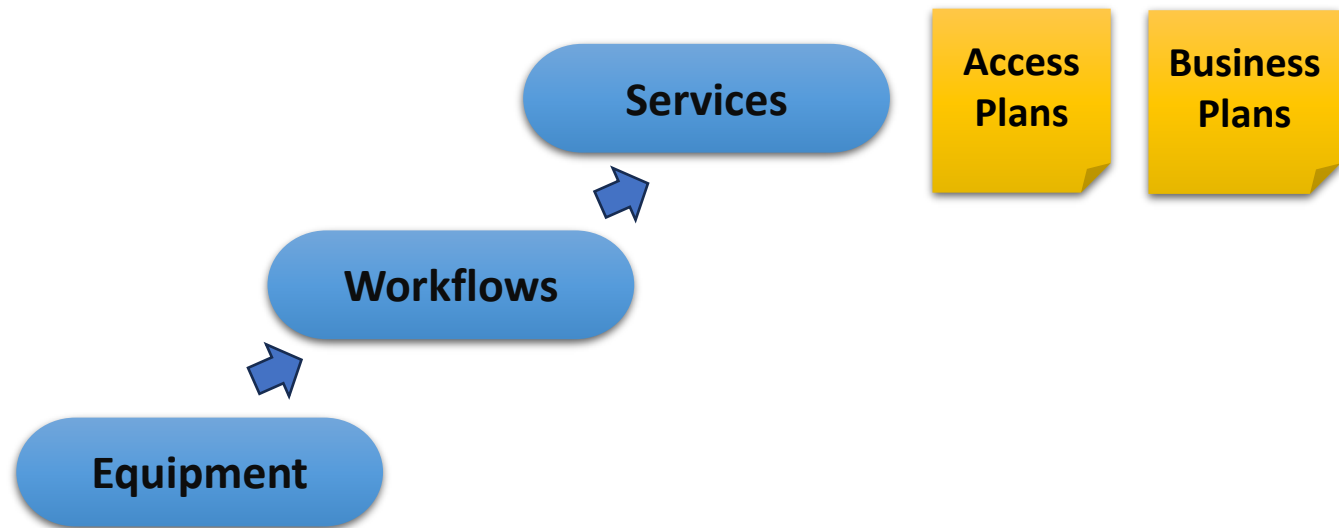 Services
Access
Plans
Business
Plans
Workflows
Equipment